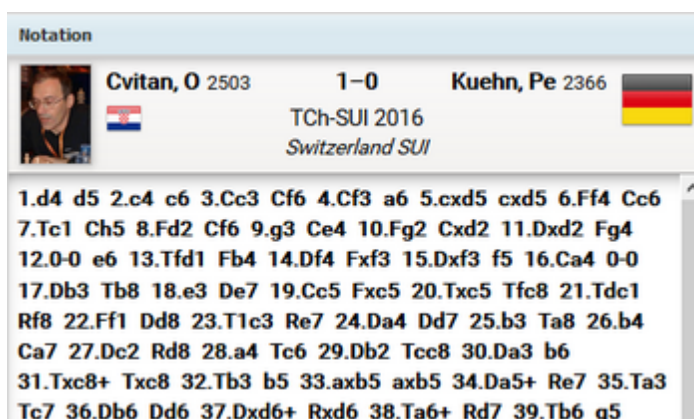 Notation
Cvitan, O 2503 1–0 Kuehn, Pe 2366
TCh-SUI 2016
Switzerland SUI
1.d4 d5 2.c4 c6 3.Cc3 Cf6 4.Cf3 a6 5.cxd5 cxd5 6.Ff4 Cc6
7.Tc1 Ch5 8.Fd2 Cf6 9.g3 Ce4 10.Fg2 Cxd2 11.Dxd2 Fg4
12.0-0 e6 13.Tfd1 Fb4 14.Df4 Fxf3 15.Dxf3 f5 16.Ca4 0-0
17.Db3 Tb8 18.e3 De7 19.Cc5 Fxc5 20.Txc5 Tfc8 21.Tdc1
Rf8 22.Ff1 Dd8 23.T1c3 Re7 24.Da4 Dd7 25.b3 Ta8 26.b4
Ca7 27.Dc2 Rd8 28.a4 Tc6 29.Db2 Tcc8 30.Da3 b6
31.Txc8+ Txc8 32.Tb3 b5 33.axb5 axb5 34.Da5+ Re7 35.Ta3
Tc7 36.Db6 Dd6 37.Dxd6+ Rxd6 38.Ta6+ Rd7 39.Tb6 g5